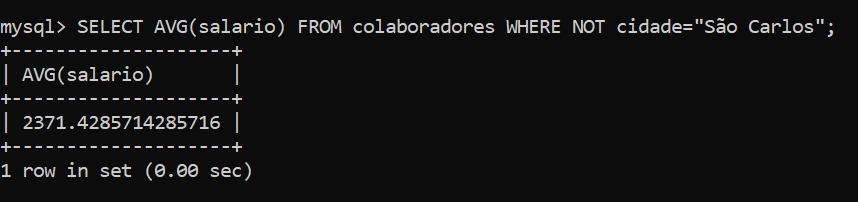 mysql> SELECT AVG(salario) FROM colaboradores WHERE NOT cidade="São Carlos";
+--------------------+
| AVG(salario)       |
+--------------------+
| 2371.4285714285716 |
+--------------------+
1 row in set (0.00 sec)